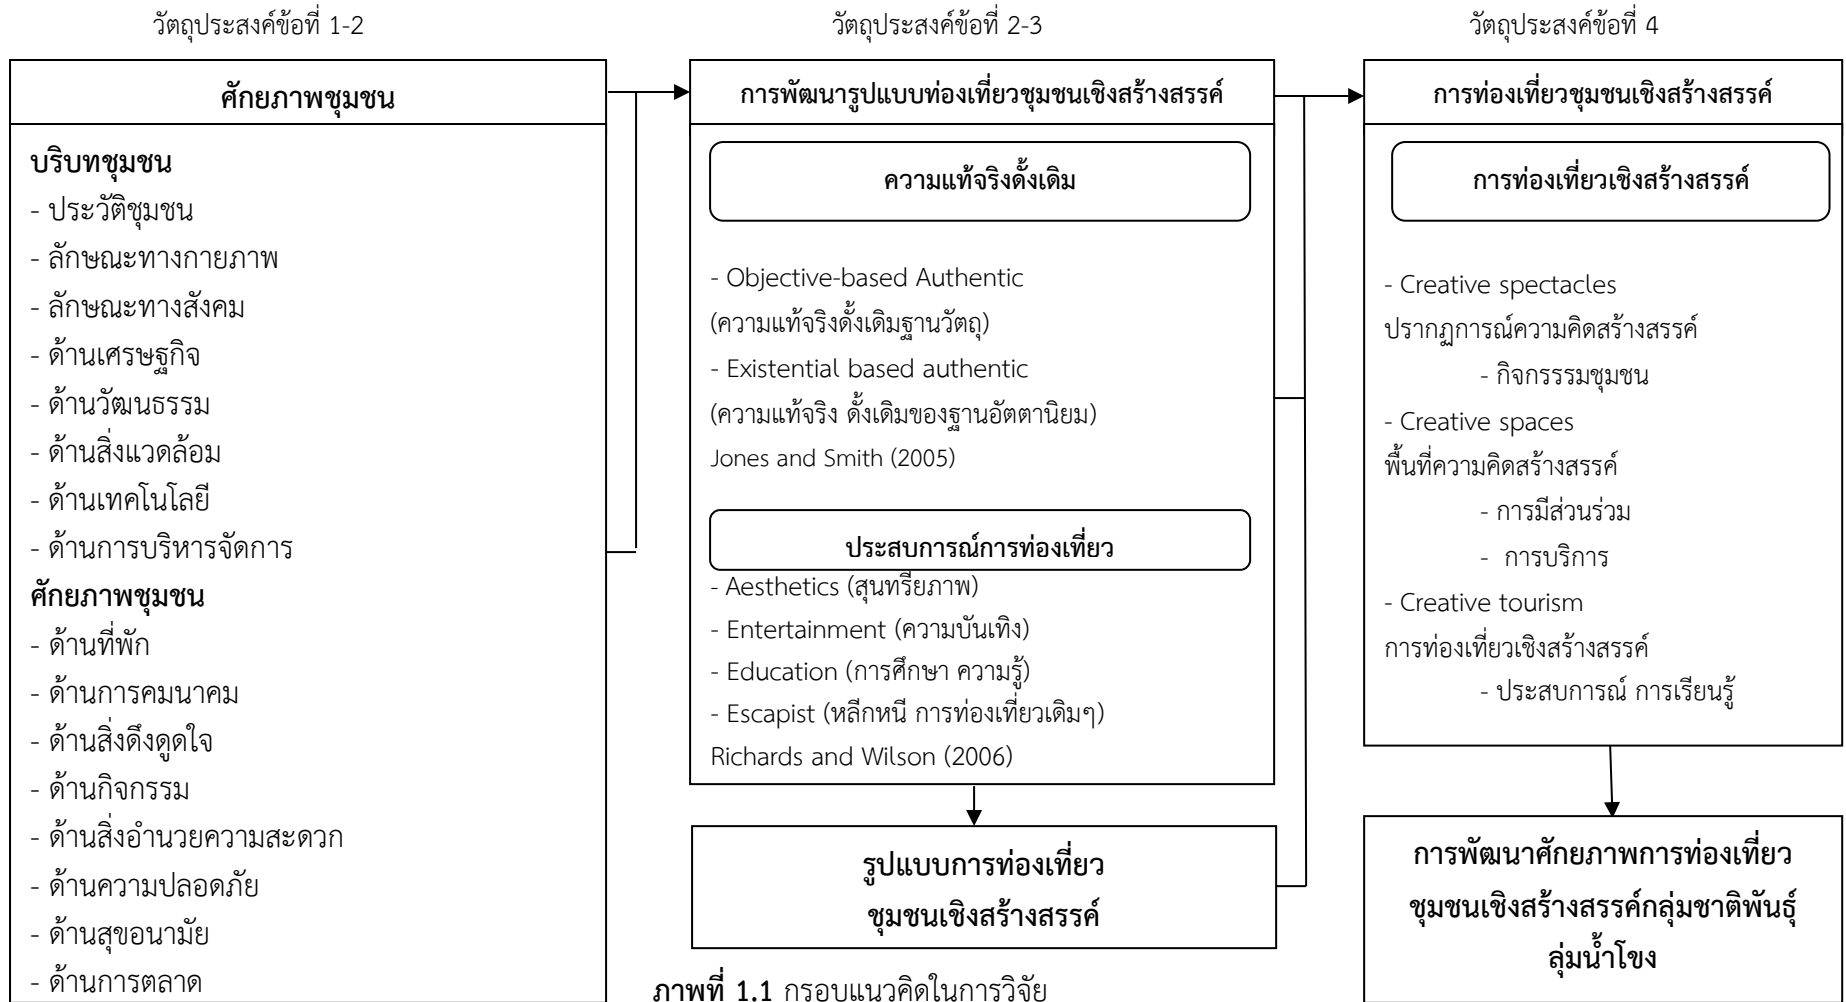 วัตถุประสงค์ข้อที่ 1-2
ศักยภาพชุมชน
บริบทชุมชน
- ประวัติชุมชน
- ลักษณะทางกายภาพ
- ลักษณะทางสังคม
- ด้านเศรษฐกิจ
- ด้านวัฒนธรรม
- ด้านสิ่งแวดล้อม
- ด้านเทคโนโลยี
- ด้านการบริหารจัดการ
ศักยภาพชุมชน
- ด้านที่พัก
- ด้านการคมนาคม
- ด้านสิ่งดึงดูดใจ
- ด้านกิจกรรม
- ด้านสิ่งอำนวยความสะดวก
- ด้านความปลอดภัย
- ด้านสุขอนามัย
- ด้านการตลาด
วัตถุประสงค์ข้อที่ 2-3
การพัฒนารูปแบบท่องเที่ยวชุมชนเชิงสร้างสรรค์
ความแท้จริงดั้งเดิม
- Objective-based Authentic
(ความแท้จริงดั้งเดิมฐานวัตถุ)
- Existential based authentic
(ความแท้จริง ดั้งเดิมของฐานอัตตานิยม)
Jones and Smith (2005)
ประสบการณ์การท่องเที่ยว
- Aesthetics (สุนทรียภาพ)
- Entertainment (ความบันเทิง)
- Education (การศึกษา ความรู้)
- Escapist (หลีกหนี การท่องเที่ยวเดิมๆ)
Richards and Wilson (2006)
รูปแบบการท่องเที่ยว
ชุมชนเชิงสร้างสรรค์
วัตถุประสงค์ข้อที่ 4
การท่องเที่ยวชุมชนเชิงสร้างสรรค์
การท่องเที่ยวเชิงสร้างสรรค์
- Creative spectacles
ปรากฏการณ์ความคิดสร้างสรรค์
- กิจกรรรมชุมชน
- Creative spaces
พื้นที่ความคิดสร้างสรรค์
- การมีส่วนร่วม
- การบริการ
- Creative tourism
การท่องเที่ยวเชิงสร้างสรรค์
- ประสบการณ์ การเรียนรู้
การพัฒนาศักยภาพการท่องเที่ยว
ชุมชนเชิงสร้างสรรค์กลุ่มชาติพันธุ์
ลุ่มน้ำโขง
ภาพที่ 1.1 กรอบแนวคิดในการวิจัย